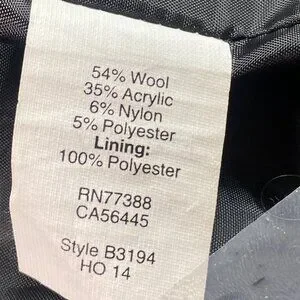 54% Wool
35% Acrylic
6% Nylon
5% Polyester
Lining:
100% Polyester
RN77388
CA56445
Style B3194
HO 14